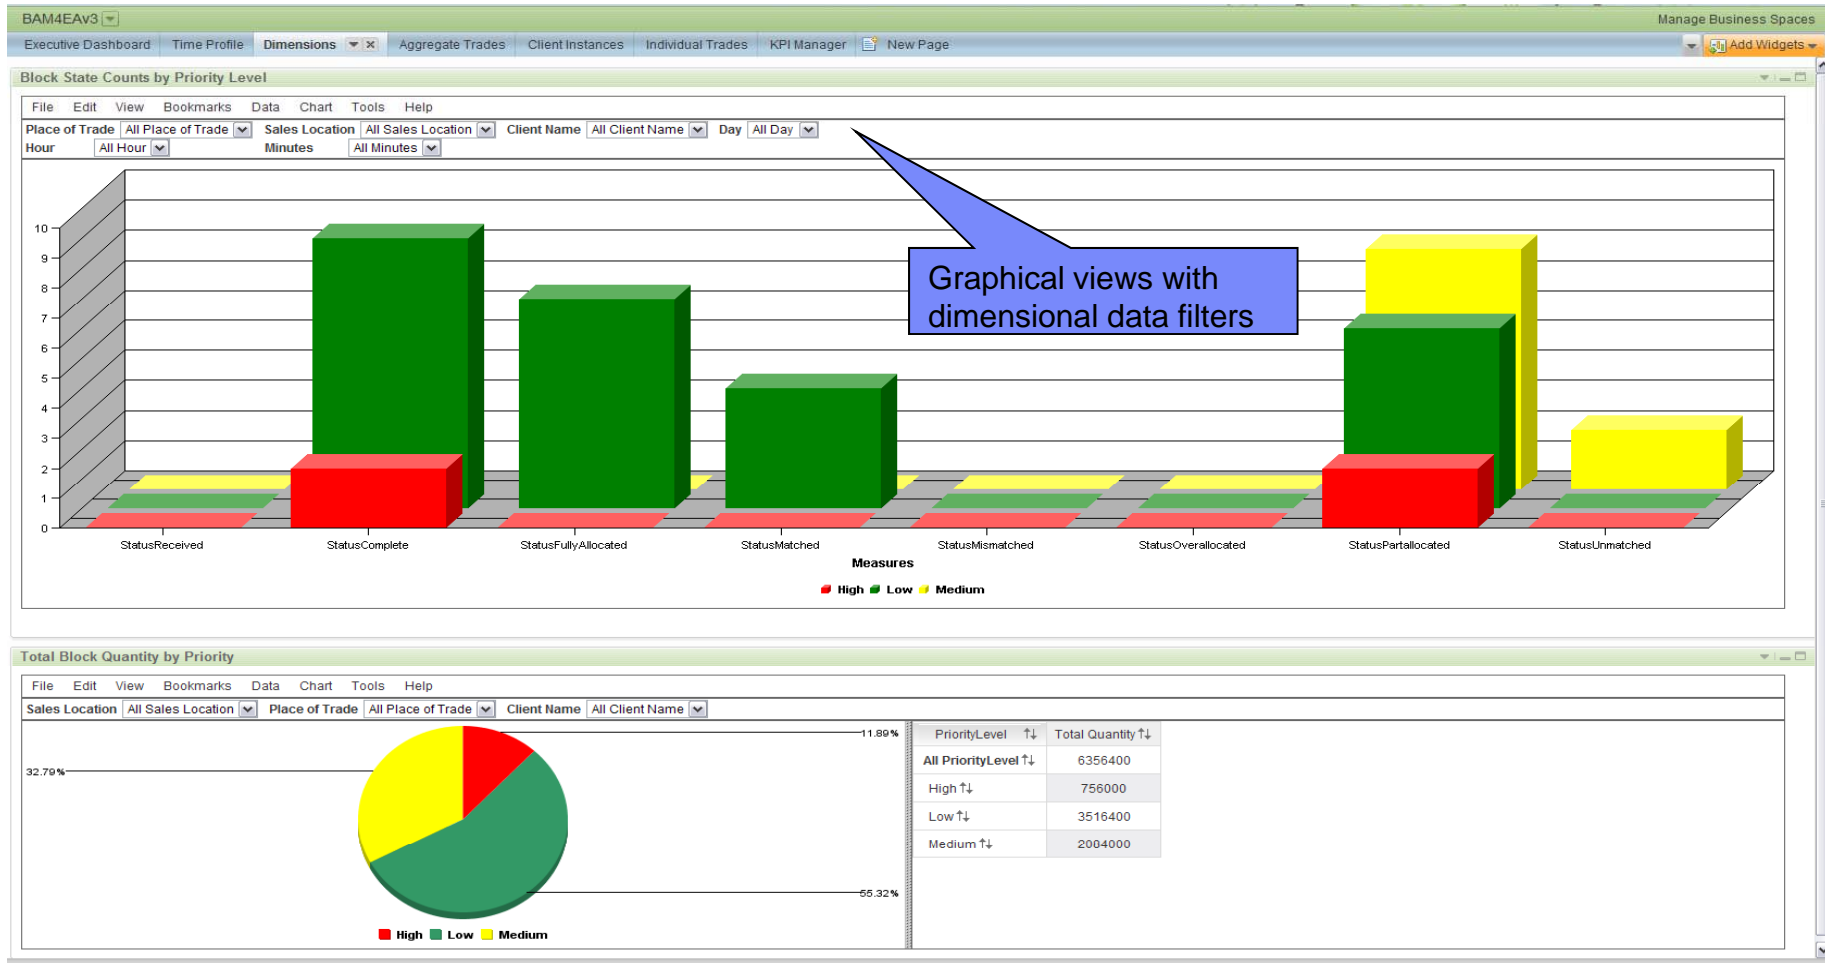 BAM4EAv3
Manage Business Spaces
Executive Dashboard Time Profile Dimensions Aggregate Trades Client Instances Individual Trades KPI Manager New Page Add Widgets
Block State Counts by Priority Level
File Edit View Bookmarks Data Chart Tools Help
Place of Trade All Place of Trade Sales Location All Sales Location Client Name All Client Name Day All Day
Hour All Hour Minutes All Minutes
Graphical views with
dimensional data filters
10
9
8
7
6
5
4
3
2
1
0
StatusReceived StatusComplete StatusFullyAllocated StatusMatched StatusMismatched StatusOverallocated StatusPartallocated StatusUnmatched
Measures
High Low Medium
Total Block Quantity by Priority
File Edit View Bookmarks Data Chart Tools Help
Sales Location All Sales Location Place of Trade All Place of Trade Client Name All Client Name
11.89%
32.79%
55.32%
High Low Medium
PriorityLevel Total Quantity
All PriorityLevel 6356400
High 756000
Low 3516400
Medium 2084000